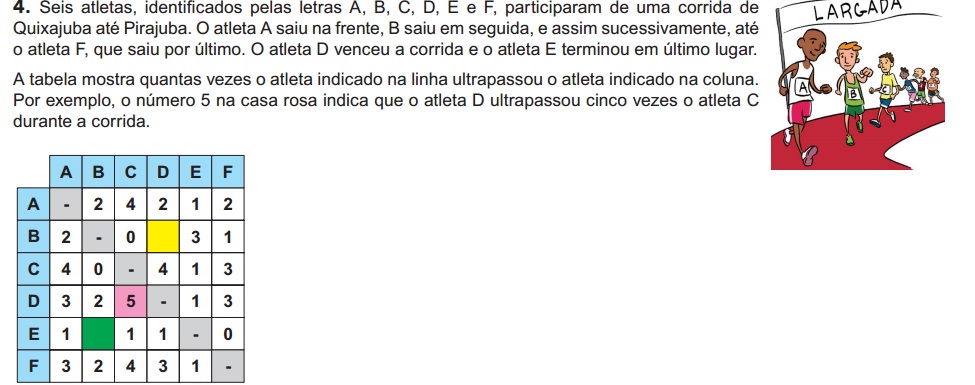 4. Seis atletas, identificados pelas letras A, B, C, D, E e F, participaram de uma corrida de
Quixajuba até Pirajuba. O atleta A saiu na frente, B saiu em seguida, e assim sucessivamente, até
o atleta F, que saiu por último. O atleta D venceu a corrida e o atleta E terminou em último lugar.
A tabela mostra quantas vezes o atleta indicado na linha ultrapassou o atleta indicado na coluna.
Por exemplo, o número 5 na casa rosa indica que o atleta D ultrapassou cinco vezes o atleta C
durante a corrida.
LARGADA
A
B
C
A B C D E F
A - 2 4 2 1 2
B 2 - 0 3 1
C 4 0 - 4 1 3
D 3 2 5 - 1 3
E 1 1 1 - 0
F 3 2 4 3 1 -